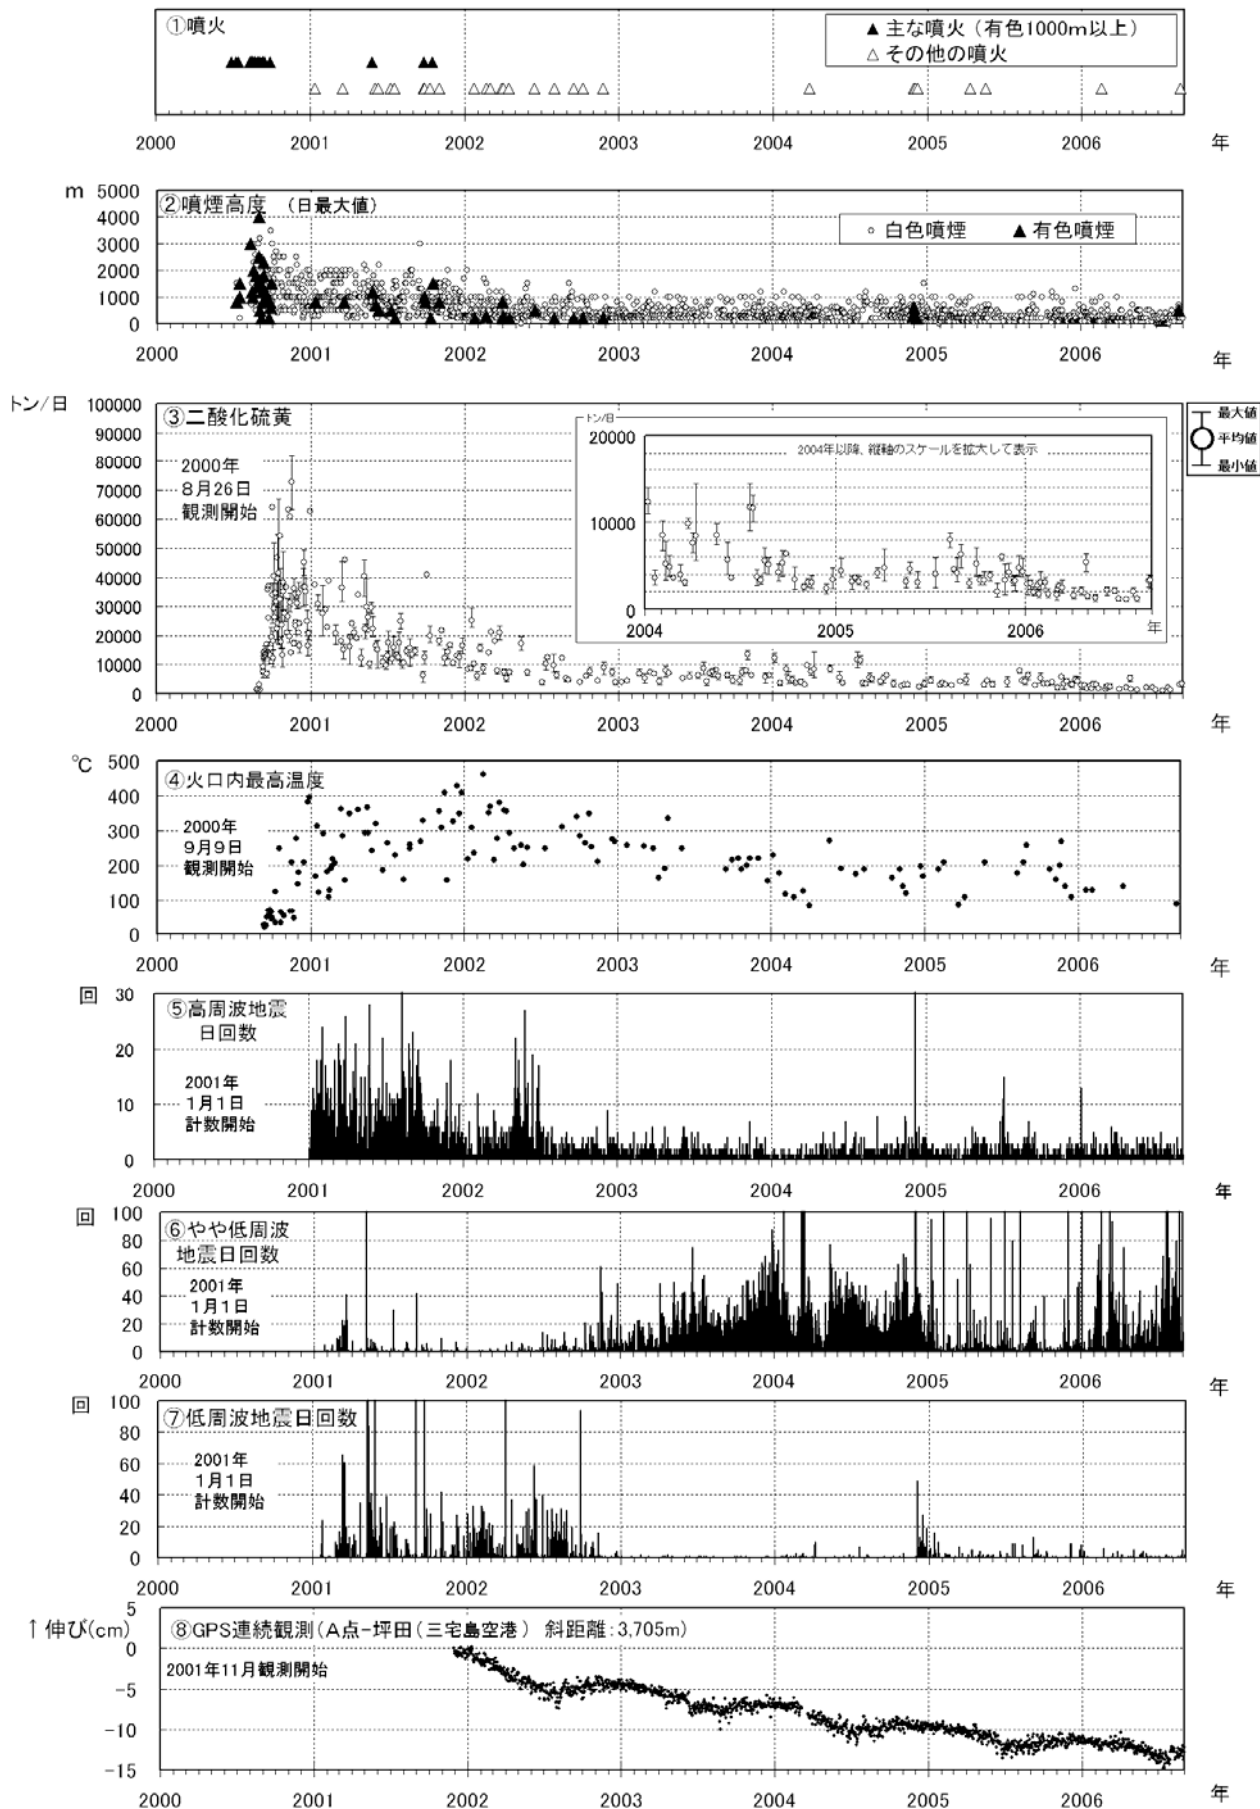 ①噴火
▲ 主な噴火（有色1000m以上）
△ その他の噴火
2000 2001 2002 2003 2004 2005 2006 年
m
②噴煙高度 （日最大値）
○ 白色噴煙 ▲ 有色噴煙
5000
4000
3000
2000
1000
0
2000 2001 2002 2003 2004 2005 2006 年
トン/日
③二酸化硫黄
2000年
8月26日
観測開始
100000
90000
80000
70000
60000
50000
40000
30000
20000
10000
0
トン/日
2004年以降、縦軸のスケールを拡大して表示
20000
10000
0
2004 2005 2006 年
最大値
平均値
最小値
2000 2001 2002 2003 2004 2005 2006 年
℃
④火口内最高温度
2000年
9月9日
観測開始
500
400
300
200
100
0
2000 2001 2002 2003 2004 2005 2006 年
回
⑤高周波地震
日回数
2001年
1月1日
計数開始
30
20
10
0
2000 2001 2002 2003 2004 2005 2006 年
回
⑥やや低周波
地震日回数
2001年
1月1日
計数開始
100
80
60
40
20
0
2000 2001 2002 2003 2004 2005 2006 年
回
⑦低周波地震日回数
2001年
1月1日
計数開始
100
80
60
40
20
0
2000 2001 2002 2003 2004 2005 2006 年
↑伸び(cm)
⑧GPS連続観測（A点-坪田（三宅島空港） 斜距離：3,705m）
2001年11月観測開始
5
0
-5
-10
-15
2000 2001 2002 2003 2004 2005 2006 年